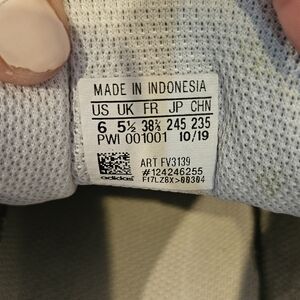 MADE IN INDONESIA
US UK FR JP CHN
6 5½ 38⅔ 245 235
PWI 001001 10/19
ART FV3139
#124246255
adidas F17LZ6X>00304